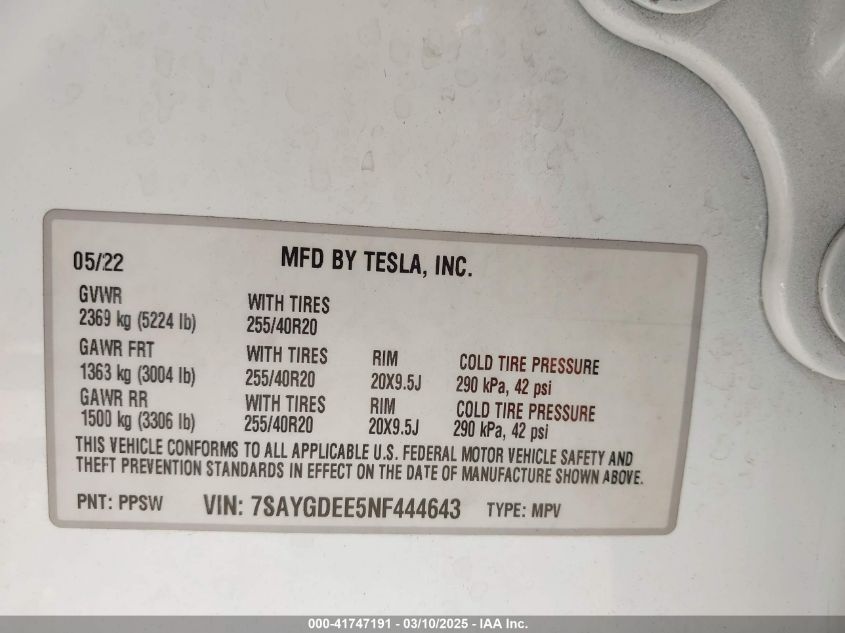 05/22 MFD BY TESLA, INC.
GVWR WITH TIRES
2369 kg (5224 lb) 255/40R20
GAWR FRT WITH TIRES RIM COLD TIRE PRESSURE
1363 kg (3004 lb) 255/40R20 20X9.5J 290 kPa, 42 psi
GAWR RR WITH TIRES RIM COLD TIRE PRESSURE
1500 kg (3306 lb) 255/40R20 20X9.5J 290 kPa, 42 psi
THIS VEHICLE CONFORMS TO ALL APPLICABLE U.S. FEDERAL MOTOR VEHICLE SAFETY AND
THEFT PREVENTION STANDARDS IN EFFECT ON THE DATE OF MANUFACTURE SHOWN ABOVE.
PNT: PPSW VIN: 7SAYGDEE5NF444643 TYPE: MPV
000-41747191 - 03/10/2025 - IAA Inc.